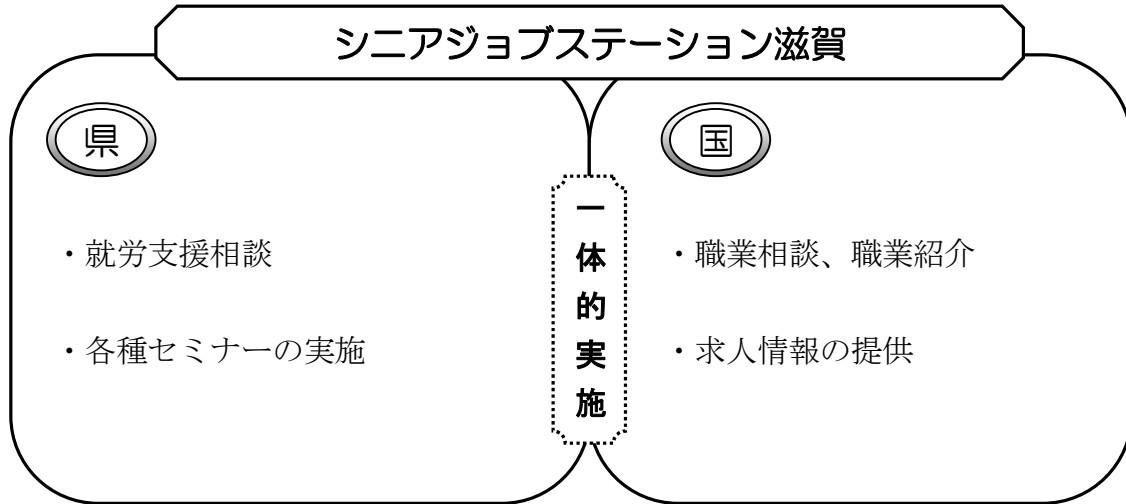 シニアジョブステーション滋賀
県
・就労支援相談
・各種セミナーの実施
一体的実施
国
・職業相談、職業紹介
・求人情報の提供